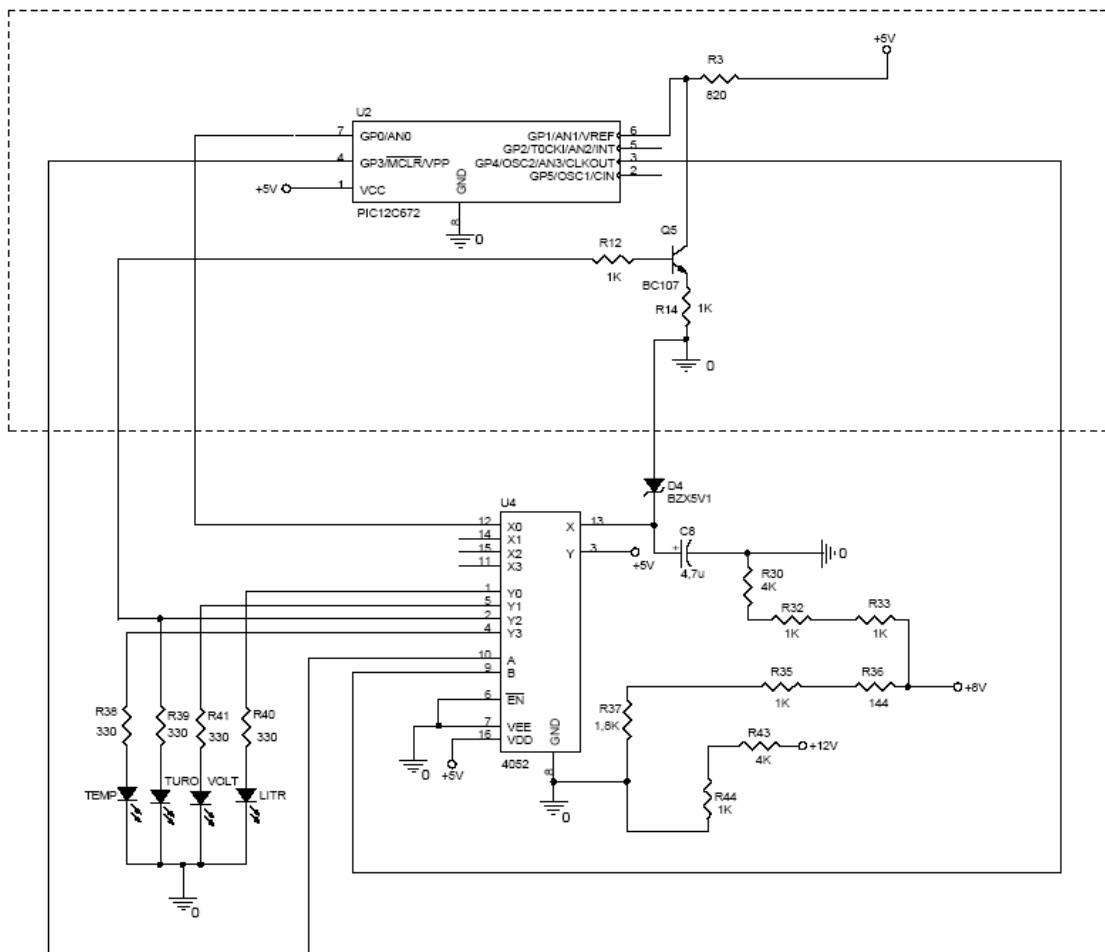 +5V
R3
820
U2
7 GP0/AN0 GP1/AN1/VREF 6
GP2/T0CKI/AN2/INT 5
4 GP3/MCLR/VPP GP4/OSC2/AN3/CLKOUT 3
GP5/OSC1/CIN 2
+5V 1 VCC GND
8
PIC12C672
0
Q5
R12
1K
BC107
R14 1K
0
D4
BZX5V1
U4
12 X0 X 13
14 X1
15 X2 Y 3
11 X3
+5V
C8
+
4,7u
0
R30
4K
R32 R33
1K 1K
1 Y0
5 Y1
2 Y2
4 Y3
10 A
9 B
6 EN
7 VEE
16 VDD GND
8
4052
0
+5V
0
R35 R36
1K 144
+8V
R37
1,8K
R43
4K
+12V
R44
1K
R38 R39 R41 R40
330 330 330 330
TEMP TURO VOLT LITR
0